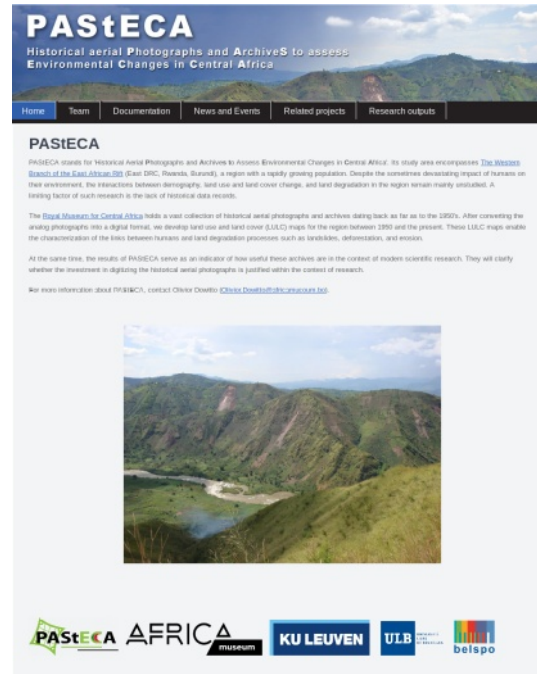 PAStECA
Historical aerial Photographs and ArchiveS to assess
Environmental Changes in Central Africa
Home Team Documentation News and Events Related projects Research outputs
PAStECA
PAStECA stands for 'Historical Aerial Photographs and Archives to Assess Environmental Changes in Central Africa'. Its study area encompasses The Western
Branch of the East African Rift (East DRC, Rwanda, Burundi), a region with a rapidly growing population. Despite the sometimes devastating impact of humans on
their environment, the interactions between demography, land use and land cover change, and land degradation in the region remain mainly unstudied. A
limiting factor of such research is the lack of historical data records.
The Royal Museum for Central Africa holds a vast collection of historical aerial photographs and archives dating back as far as to the 1950's. After converting the
analog photographs into a digital format, we develop land use and land cover (LULC) maps for the region between 1950 and the present. These LULC maps enable
the characterization of the links between humans and land degradation processes such as landslides, deforestation, and erosion.
At the same time, the results of PAStECA serve as an indicator of how useful these archives are in the context of modern scientific research. They will clarify
whether the investment in digitizing the historical aerial photographs is justified within the context of research.
For more information about PAStECA, contact Olivier Dewitte
PAStECA AFRICA museum KU LEUVEN ULB belspo